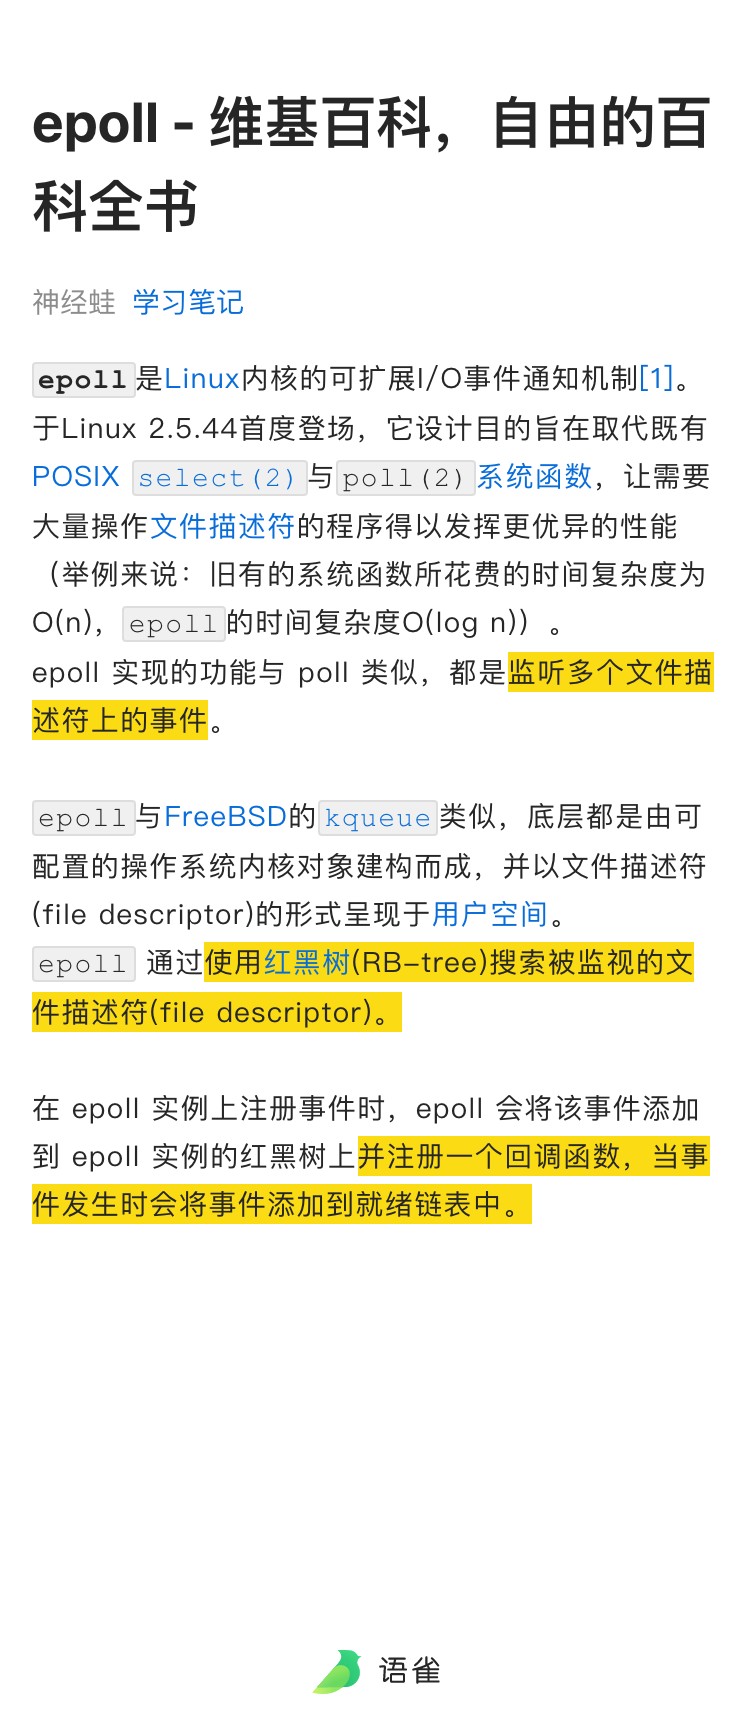 epoll - 维基百科，自由的百
科全书
神经蛙 学习笔记
epoll是Linux内核的可扩展I/O事件通知机制[1]。
于Linux 2.5.44首度登场，它设计目的旨在取代既有
POSIX select(2)与poll(2)系统函数，让需要
大量操作文件描述符的程序得以发挥更优异的性能
（举例来说：旧有的系统函数所花费的时间复杂度为
O(n)，epoll的时间复杂度O(log n)）。
epoll 实现的功能与 poll 类似，都是监听多个文件描
述符上的事件。
epoll与FreeBSD的kqueue类似，底层都是由可
配置的操作系统内核对象建构而成，并以文件描述符
(file descriptor)的形式呈现于用户空间。
epoll 通过使用红黑树(RB-tree)搜索被监视的文
件描述符(file descriptor)。
在 epoll 实例上注册事件时，epoll 会将该事件添加
到 epoll 实例的红黑树上并注册一个回调函数，当事
件发生时会将事件添加到就绪链表中。
语雀